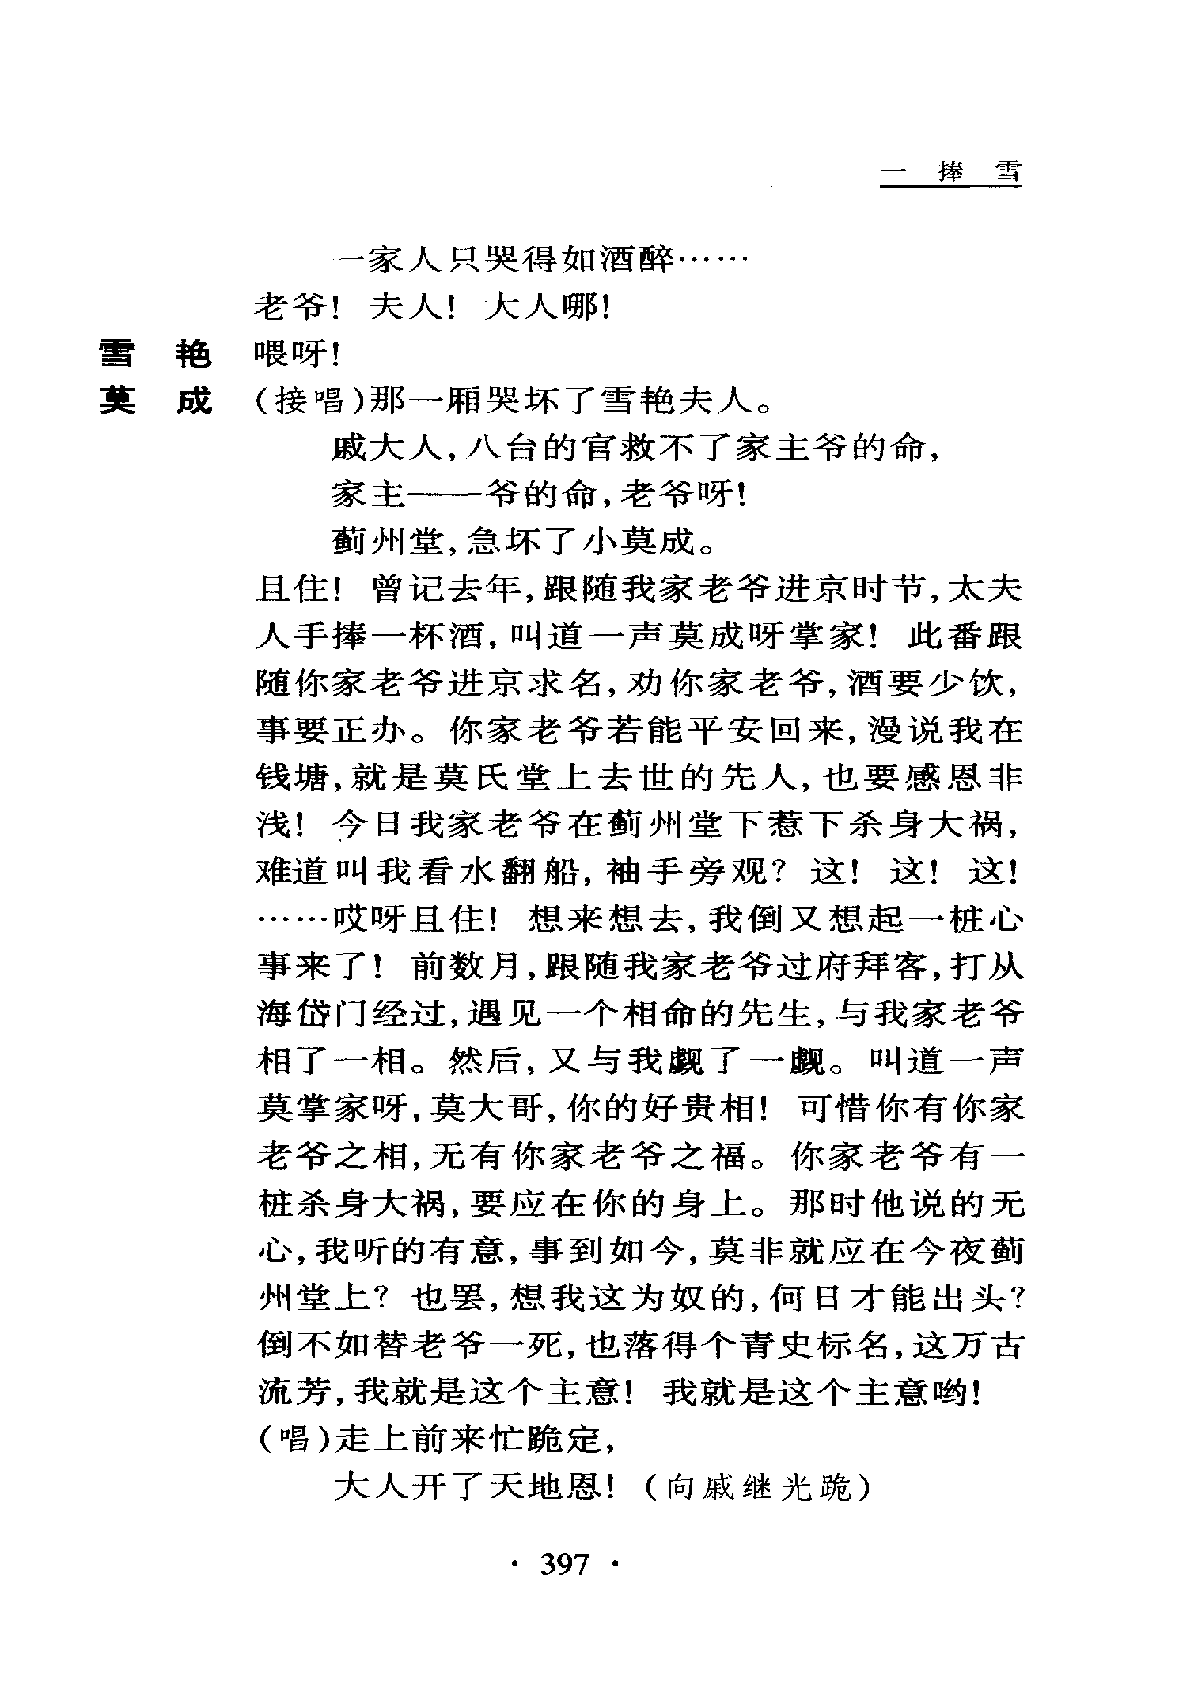 一 捧 雪
一家人只哭得如酒醉……
老爷! 夫人! 大人哪!
雪 艳 喂呀!
莫 成 (接唱)那一厢哭坏了雪艳夫人。
戚大人,八台的官救不了家主爷的命,
家主——爷的命,老爷呀!
蓟州堂,急坏了小莫成。
且住! 曾记去年,跟随我家老爷进京时节,太夫
人手捧一杯酒,叫道一声莫成呀掌家! 此番跟
随你家老爷进京求名,劝你家老爷,酒要少饮,
事要正办。你家老爷若能平安回来,漫说我在
钱塘,就是莫氏堂上去世的先人,也要感恩非
浅! 今日我家老爷在蓟州堂下惹下杀身大祸,
难道叫我看水翻船,袖手旁观? 这! 这! 这!
……哎呀且住! 想来想去,我倒又想起一桩心
事来了! 前数月,跟随我家老爷过府拜客,打从
海岱门经过,遇见一个相命的先生,与我家老爷
相了一相。然后,又与我觑了一觑。叫道一声
莫掌家呀,莫大哥,你的好贵相! 可惜你有你家
老爷之相,无有你家老爷之福。你家老爷有一
桩杀身大祸,要应在你的身上。那时他说的无
心,我听的有意,事到如今,莫非就应在今夜蓟
州堂上? 也罢,想我这为奴的,何日才能出头?
倒不如替老爷一死,也落得个青史标名,这万古
流芳,我就是这个主意! 我就是这个主意哟!
(唱)走上前来忙跪定,
大人开了天地恩! (向戚继光跪)
· 397 ·